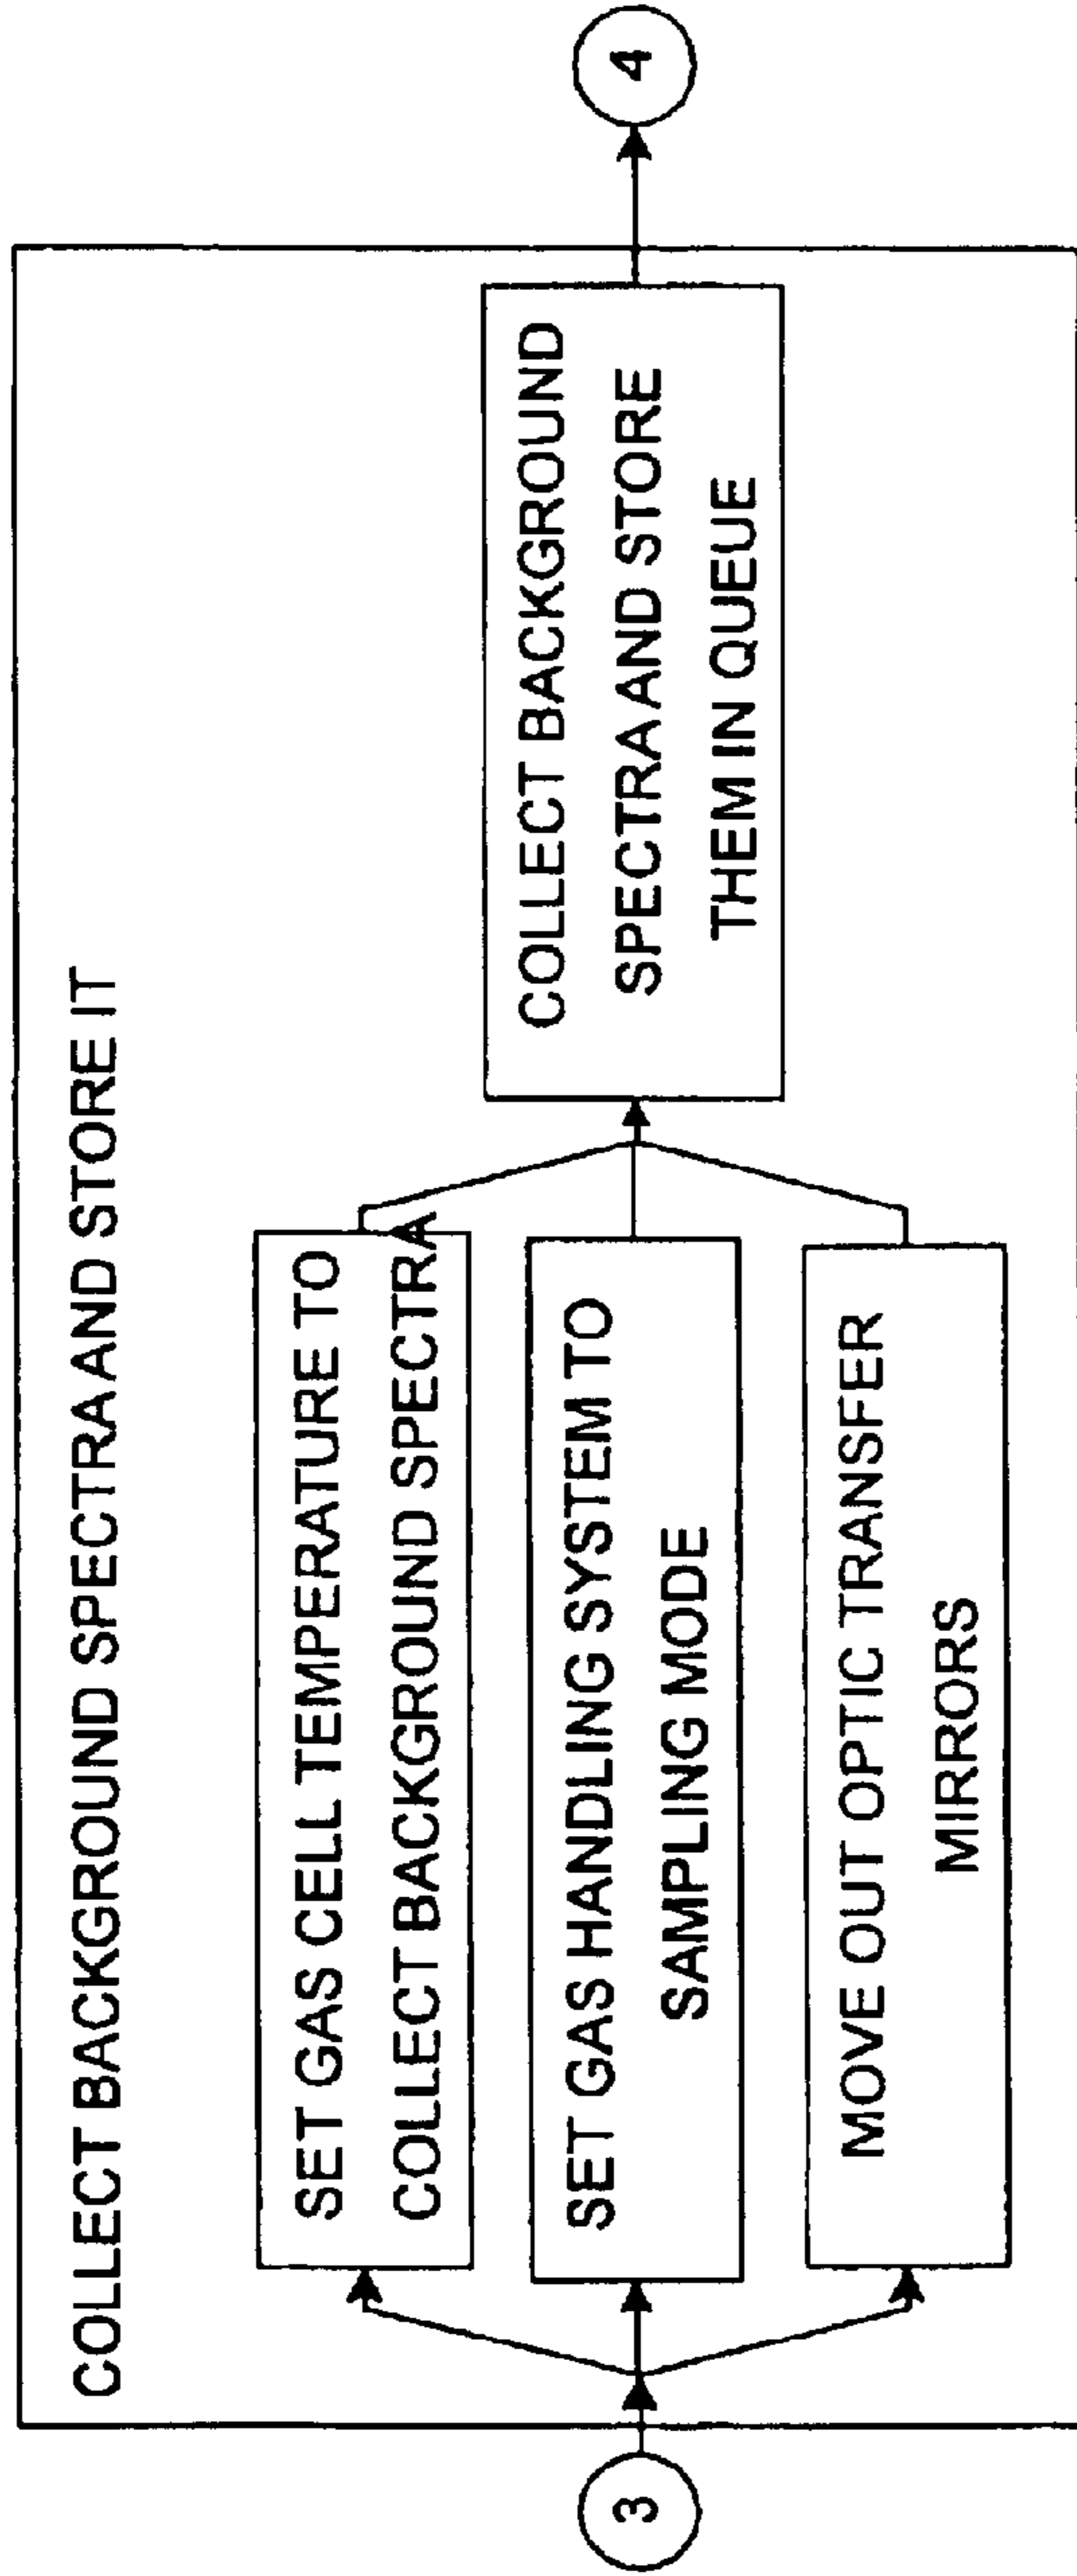 COLLECT BACKGROUND SPECTRA AND STORE IT
3
SET GAS CELL TEMPERATURE TO
COLLECT BACKGROUND SPECTRA
SET GAS HANDLING SYSTEM TO
SAMPLING MODE
MOVE OUT OPTIC TRANSFER
MIRRORS
COLLECT BACKGROUND
SPECTRA AND STORE
THEM IN QUEUE
4